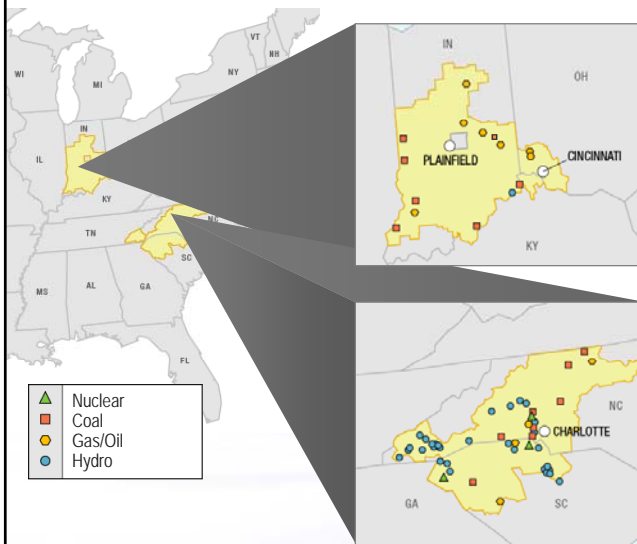 VT
NH
WI
NY
MI
IN
IL
KY
TN
SC
MS
AL
GA
FL
Nuclear
Coal
Gas/Oil
Hydro
IN
OH
PLAINFIELD
CINCINNATI
KY
NC
CHARLOTTE
GA
SC